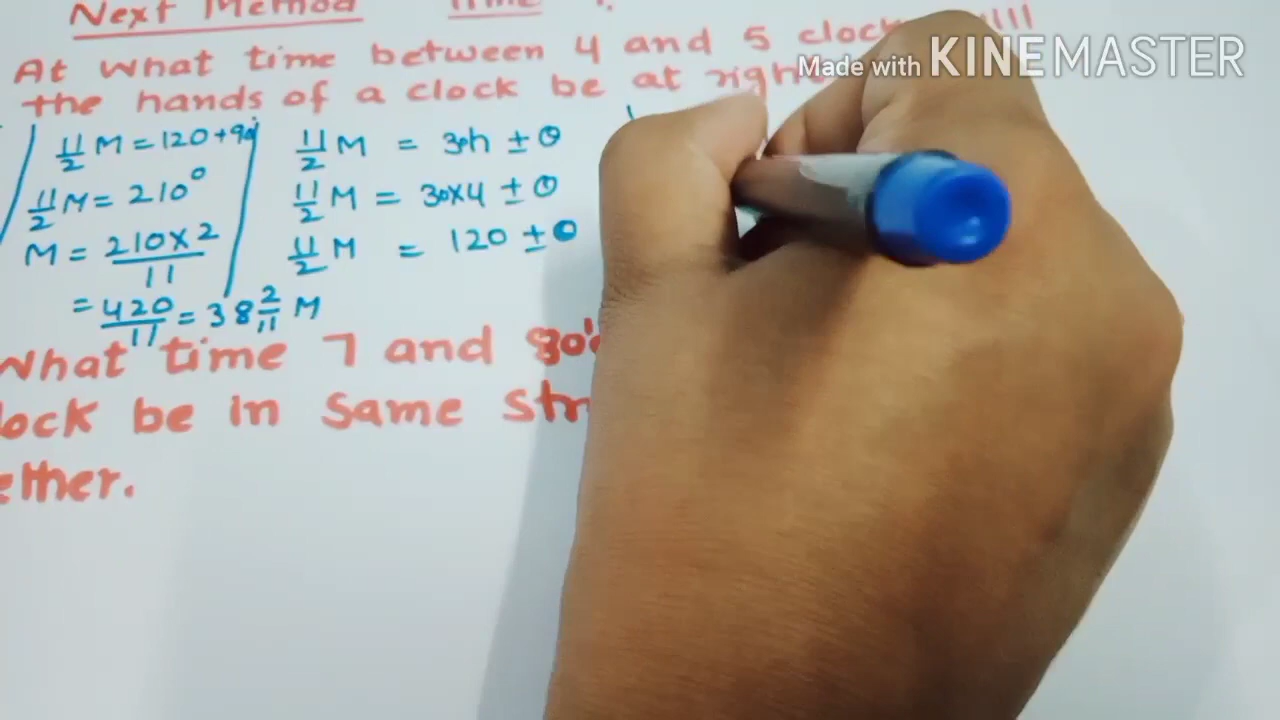 Next Method Time
At what time between 4 and 5 clock will
the hands of a clock be at right
11/2 M = 120 + 90
11/2 M = 210°
M = 210 × 2 / 11
= 420/11 = 38 2/11 M
11/2 M = 30h ± θ
11/2 M = 30×4 ± θ
11/2 M = 120 ± θ
What time 7 and
lock be in same str
ether.
Made with KINEMASTER